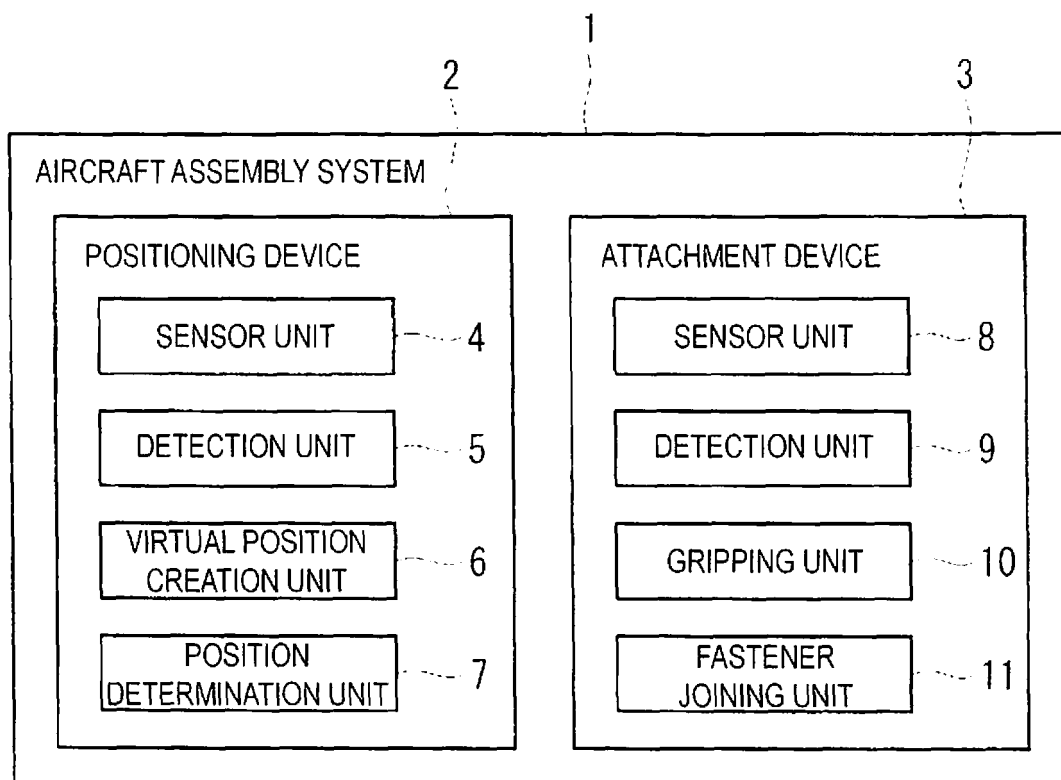 1
2
3
AIRCRAFT ASSEMBLY SYSTEM
POSITIONING DEVICE
SENSOR UNIT
4
DETECTION UNIT
5
VIRTUAL POSITION
CREATION UNIT
6
POSITION
DETERMINATION UNIT
7
ATTACHMENT DEVICE
SENSOR UNIT
8
DETECTION UNIT
9
GRIPPING UNIT
10
FASTENER
JOINING UNIT
11